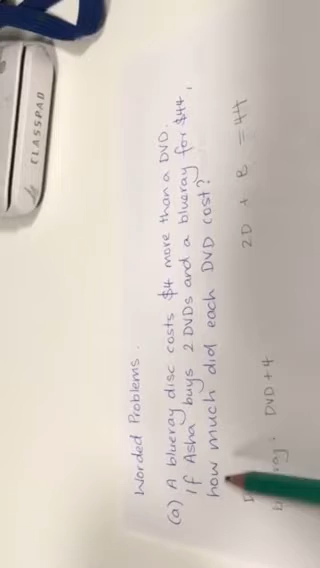 CLASSPAD
Worded Problems.
(a) A blueray disc costs $4 more than a DVD.
If Asha buys 2 DVDs and a blueray for $44,
how much did each DVD cost?
DVD + 4
2D + B = 44